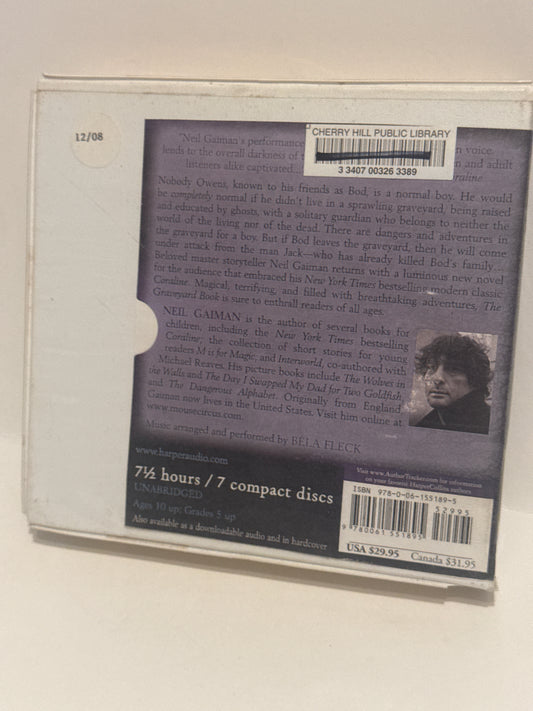 12/08
CHERRY HILL PUBLIC LIBRARY
3 3407 00326 3389
"Neil Gaiman's performance n voice,
lends to the overall darkness of n and adult
listeners alike captivated... oraline
Nobody Owens, known to his friends as Bod, is a normal boy. He would
be completely normal if he didn't live in a sprawling graveyard, being raised
and educated by ghosts, with a solitary guardian who belongs to neither the
world of the living nor of the dead. There are dangers and adventures in
the graveyard for a boy. But if Bod leaves the graveyard, then he will come
under attack from the man Jack—who has already killed Bod's family...
Beloved master storyteller Neil Gaiman returns with a luminous new novel
for the audience that embraced his New York Times bestselling modern classic
Coraline. Magical, terrifying, and filled with breathtaking adventures, The
Graveyard Book is sure to enthrall readers of all ages.
NEIL GAIMAN is the author of several books for
children, including the New York Times bestselling
Coraline; the collection of short stories for young
readers M is for Magic, and Interworld, co-authored with
Michael Reaves. His picture books include The Wolves in
the Walls and The Day I Swapped My Dad for Two Goldfish,
and The Dangerous Alphabet. Originally from England
Gaiman now lives in the United States. Visit him online at
www.mousecircus.com.
Music arranged and performed by BÉLA FLECK
www.harperaudio.com
7½ hours / 7 compact discs
UNABRIDGED
Ages 10 up; Grades 5 up
Also available as a downloadable audio and in hardcover
Visit www.AuthorTracker.com for information
on your favorite HarperCollins authors.
ISBN 978-0-06-155189-5
52995
9 780061 551895
USA $29.95 Canada $31.95